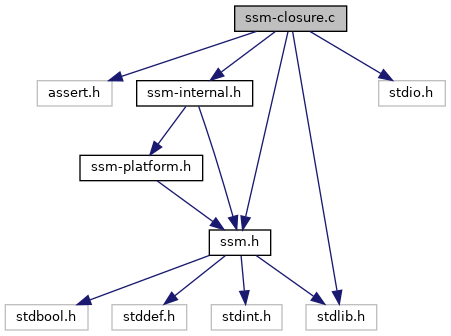 ssm-closure.c
assert.h
ssm-internal.h
stdio.h
ssm-platform.h
ssm.h
stdbool.h
stddef.h
stdint.h
stdlib.h